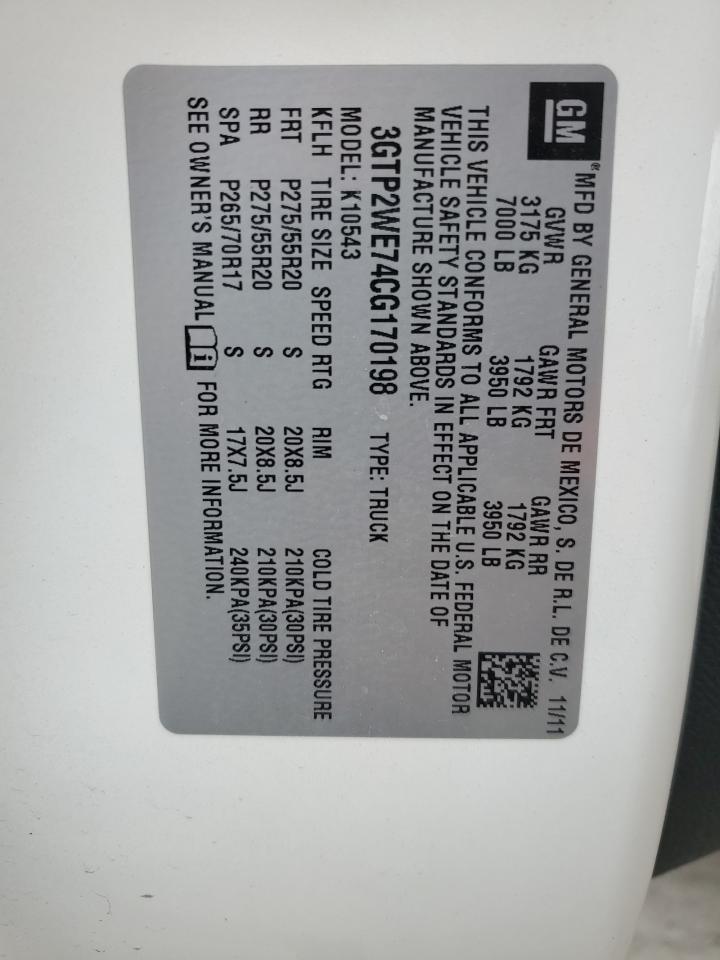 GM
® MFD BY GENERAL MOTORS DE MEXICO, S. DE R.L. DE C.V. 11/11
GVWR GAWR FRT GAWR RR
3175 KG 1792 KG 1792 KG
7000 LB 3950 LB 3950 LB
THIS VEHICLE CONFORMS TO ALL APPLICABLE U.S. FEDERAL MOTOR
VEHICLE SAFETY STANDARDS IN EFFECT ON THE DATE OF
MANUFACTURE SHOWN ABOVE.
3GTP2WE74CG170198 TYPE: TRUCK
MODEL: K10543
KFLH TIRE SIZE SPEED RTG RIM COLD TIRE PRESSURE
FRT P275/55R20 S 20X8.5J 210KPA(30PSI)
RR P275/55R20 S 20X8.5J 210KPA(30PSI)
SPA P265/70R17 S 17X7.5J 240KPA(35PSI)
SEE OWNER'S MANUAL i FOR MORE INFORMATION.